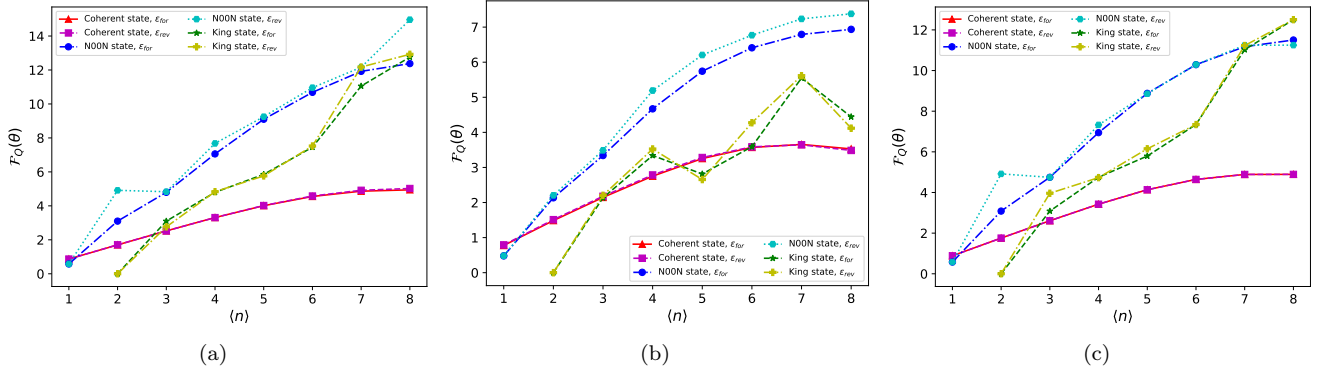 Coherent state, ε_for
Coherent state, ε_rev
N00N state, ε_for
N00N state, ε_rev
King state, ε_for
King state, ε_rev
14
12
10
8
6
4
2
0
F_Q(θ)
1 2 3 4 5 6 7 8
⟨n⟩
(a)
7
6
5
4
3
2
1
0
F_Q(θ)
Coherent state, ε_for
Coherent state, ε_rev
N00N state, ε_for
N00N state, ε_rev
King state, ε_for
King state, ε_rev
1 2 3 4 5 6 7 8
⟨n⟩
(b)
Coherent state, ε_for
Coherent state, ε_rev
N00N state, ε_for
N00N state, ε_rev
King state, ε_for
King state, ε_rev
12
10
8
6
4
2
0
F_Q(θ)
1 2 3 4 5 6 7 8
⟨n⟩
(c)